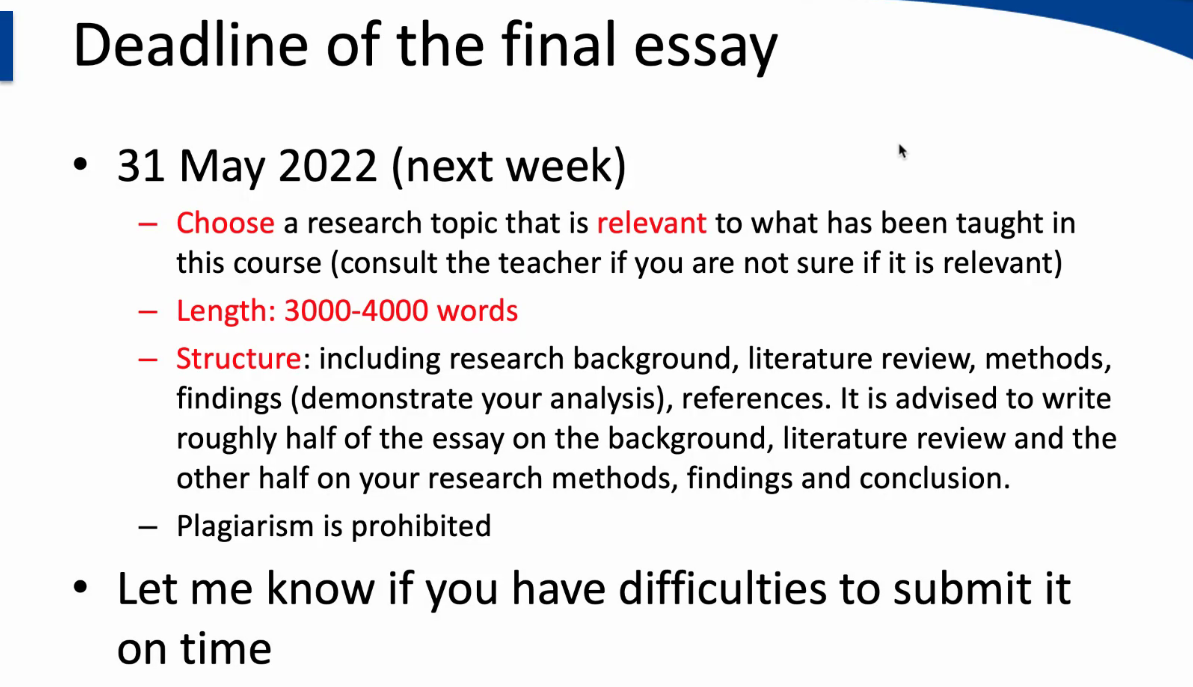 Deadline of the final essay
• 31 May 2022 (next week)
– Choose a research topic that is relevant to what has been taught in
this course (consult the teacher if you are not sure if it is relevant)
– Length: 3000-4000 words
– Structure: including research background, literature review, methods,
findings (demonstrate your analysis), references. It is advised to write
roughly half of the essay on the background, literature review and the
other half on your research methods, findings and conclusion.
– Plagiarism is prohibited
• Let me know if you have difficulties to submit it
on time